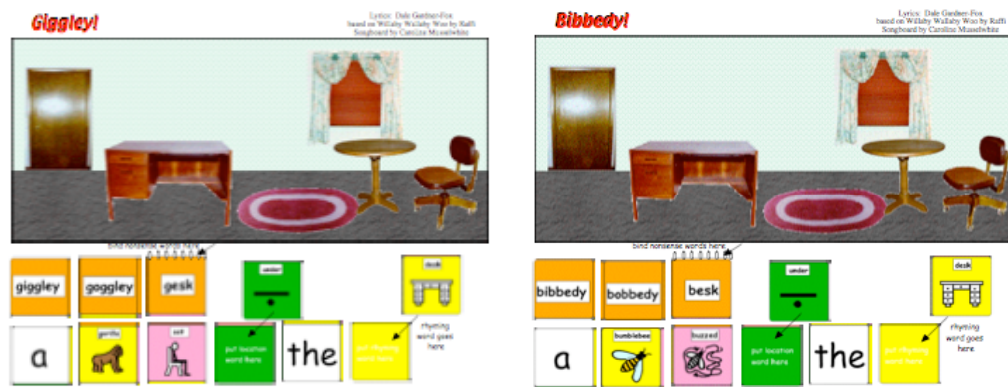 Giggley!
Lyrics: Dale Gardner-Fox
based on Willaby Wallaby Woo by Raffi
Songboard by Caroline Musselwhite
bind nonsense words here
giggley
goggley
gesk
under
desk
a
gorilla
sat
put location
word here
the
put rhyming
word here
rhyming
word goes
here
Bibbedy!
Lyrics: Dale Gardner-Fox
based on Willaby Wallaby Woo by Raffi
Songboard by Caroline Musselwhite
bind nonsense words here
bibbedy
bobbedy
besk
under
desk
a
bumblebee
buzzed
put location
word here
the
put rhyming
word here
rhyming
word goes
here